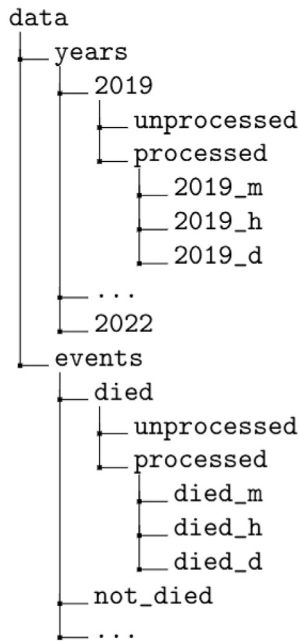 data
years
2019
unprocessed
processed
2019_m
2019_h
2019_d
...
2022
events
died
unprocessed
processed
died_m
died_h
died_d
not_died
...